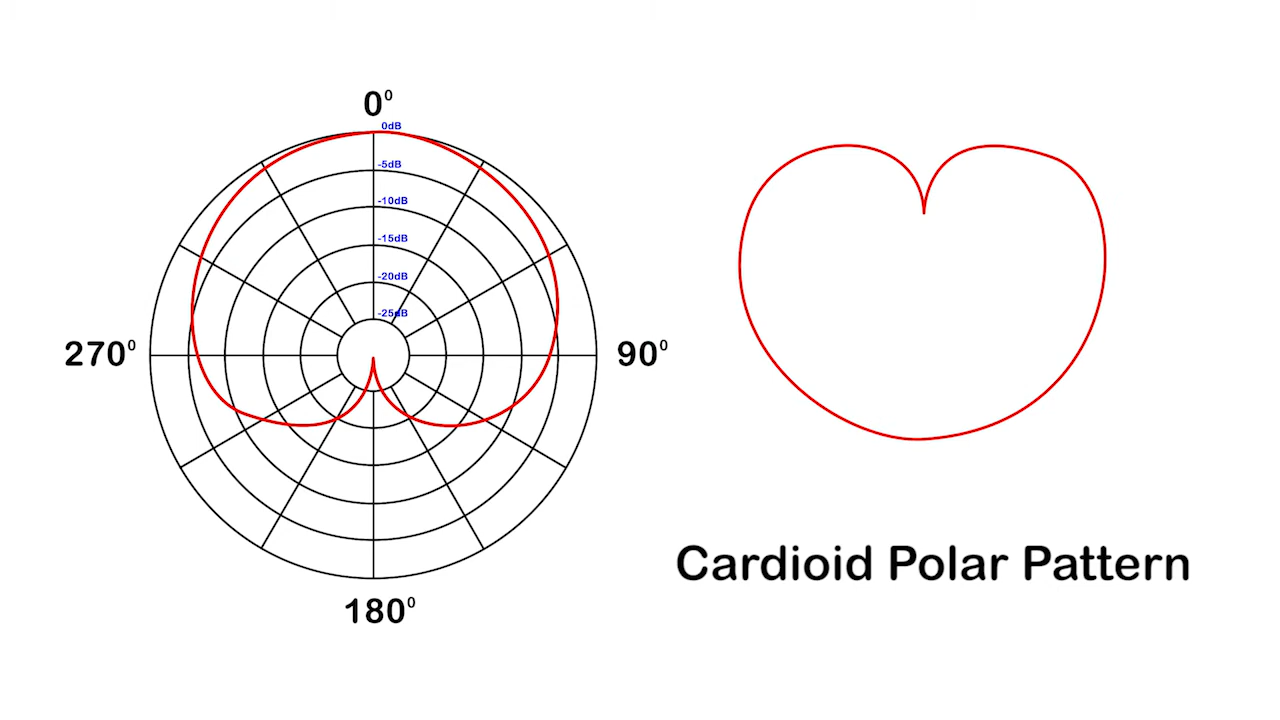 0⁰
0dB
-5dB
-10dB
-15dB
-20dB
-25dB
270⁰
90⁰
180⁰
Cardioid Polar Pattern